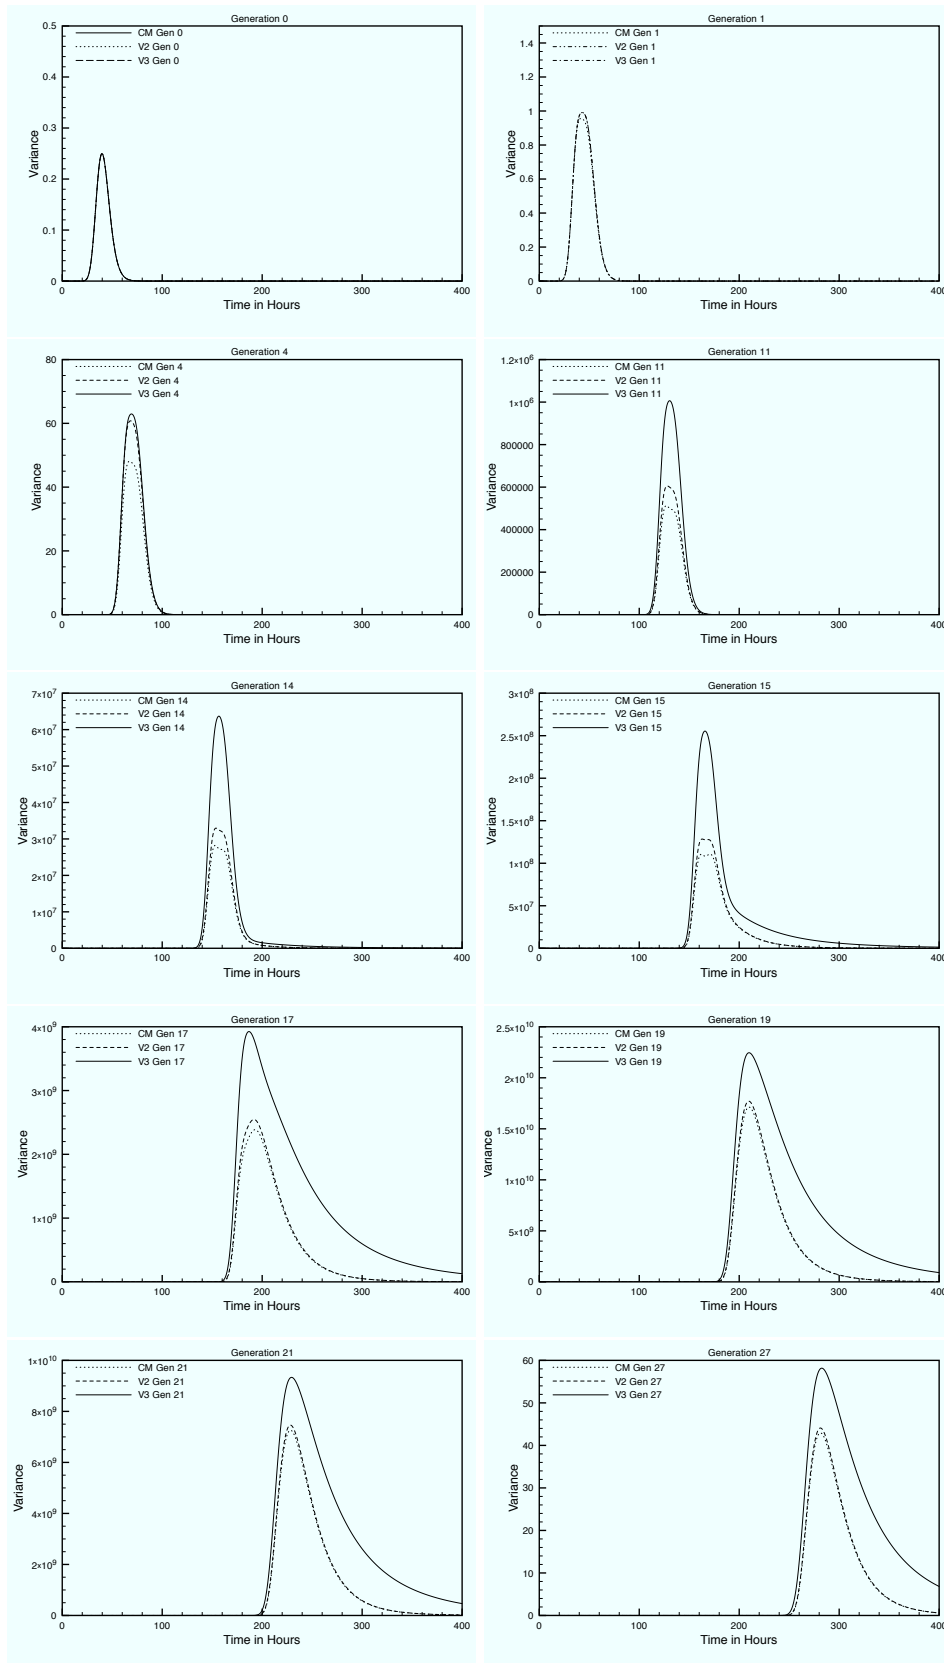 Generation 0
CM Gen 0
V2 Gen 0
V3 Gen 0
0.5
0.4
0.3
0.2
0.1
0
Variance
0 100 200 300 400
Time in Hours
Generation 1
CM Gen 1
V2 Gen 1
V3 Gen 1
1.4
1.2
1
0.8
0.6
0.4
0.2
0
Variance
0 100 200 300 400
Time in Hours
Generation 4
CM Gen 4
V2 Gen 4
V3 Gen 4
80
60
40
20
0
Variance
0 100 200 300 400
Time in Hours
Generation 11
CM Gen 11
V2 Gen 11
V3 Gen 11
1.2×10⁶
1×10⁶
800000
600000
400000
200000
0
Variance
0 100 200 300 400
Time in Hours
Generation 14
CM Gen 14
V2 Gen 14
V3 Gen 14
7×10⁷
6×10⁷
5×10⁷
4×10⁷
3×10⁷
2×10⁷
1×10⁷
0
Variance
0 100 200 300 400
Time in Hours
Generation 15
CM Gen 15
V2 Gen 15
V3 Gen 15
3×10⁸
2.5×10⁸
2×10⁸
1.5×10⁸
1×10⁸
5×10⁷
0
Variance
0 100 200 300 400
Time in Hours
Generation 17
CM Gen 17
V2 Gen 17
V3 Gen 17
4×10⁹
3×10⁹
2×10⁹
1×10⁹
0
Variance
0 100 200 300 400
Time in Hours
Generation 19
CM Gen 19
V2 Gen 19
V3 Gen 19
2.5×10¹⁰
2×10¹⁰
1.5×10¹⁰
1×10¹⁰
5×10⁹
0
Variance
0 100 200 300 400
Time in Hours
Generation 21
CM Gen 21
V2 Gen 21
V3 Gen 21
1×10¹⁰
8×10⁹
6×10⁹
4×10⁹
2×10⁹
0
Variance
0 100 200 300 400
Time in Hours
Generation 27
CM Gen 27
V2 Gen 27
V3 Gen 27
60
50
40
30
20
10
0
Variance
0 100 200 300 400
Time in Hours